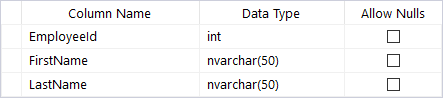 Column Name Data Type Allow Nulls
EmployeeId int
FirstName nvarchar(50)
LastName nvarchar(50)